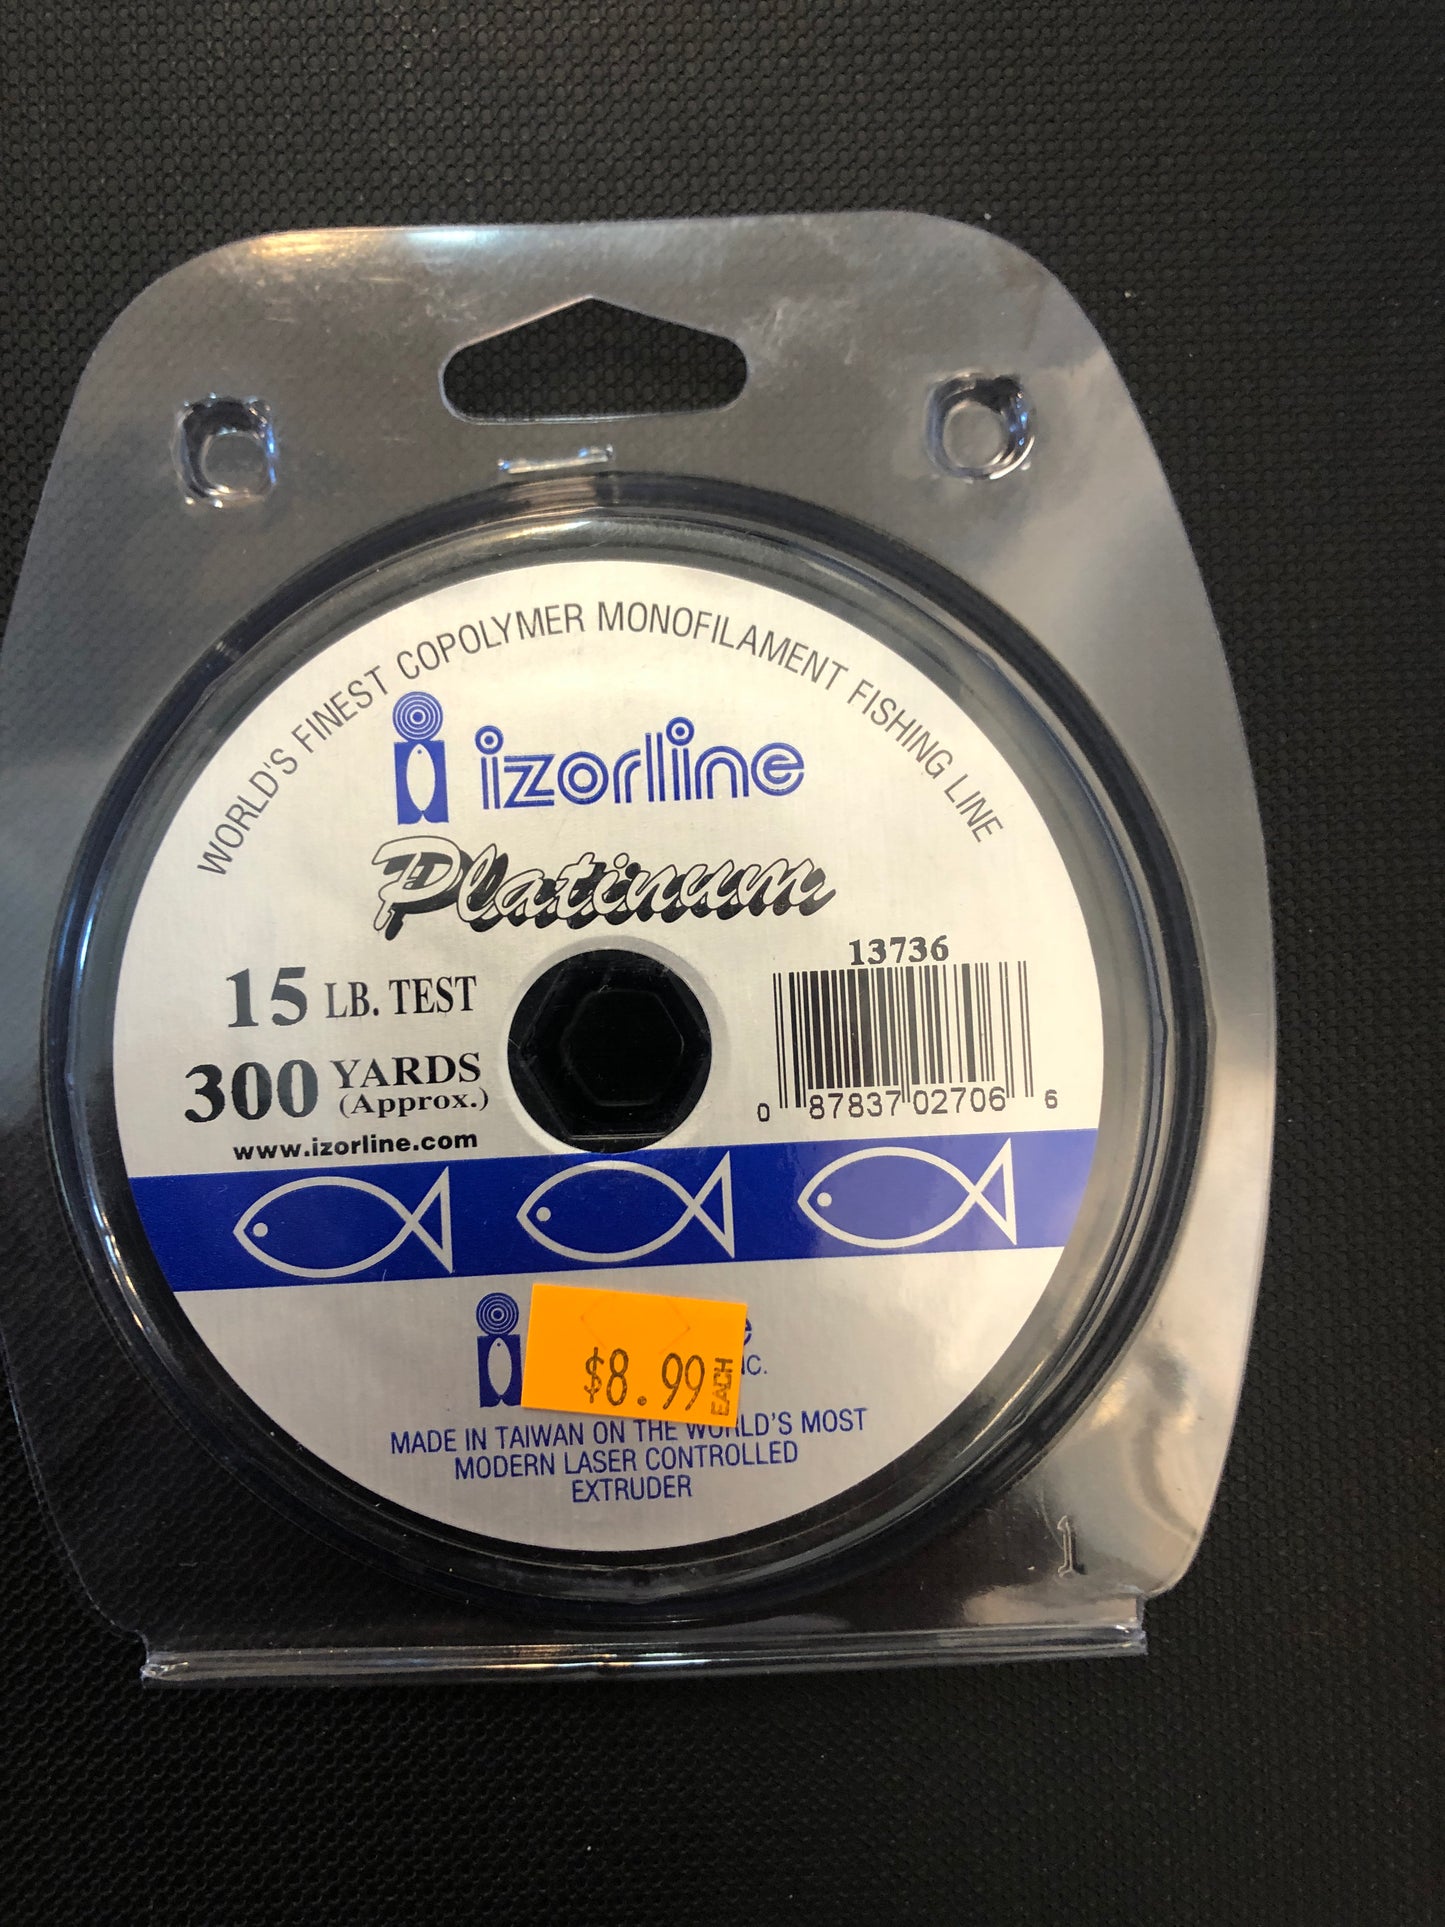 WORLD'S FINEST COPOLYMER MONOFILAMENT FISHING LINE
izorline
Platinum
15 LB. TEST
300 YARDS
(Approx.)
www.izorline.com
13736
0 87837 02706 6
$8.99 EACH
MADE IN TAIWAN ON THE WORLD'S MOST
MODERN LASER CONTROLLED
EXTRUDER
1